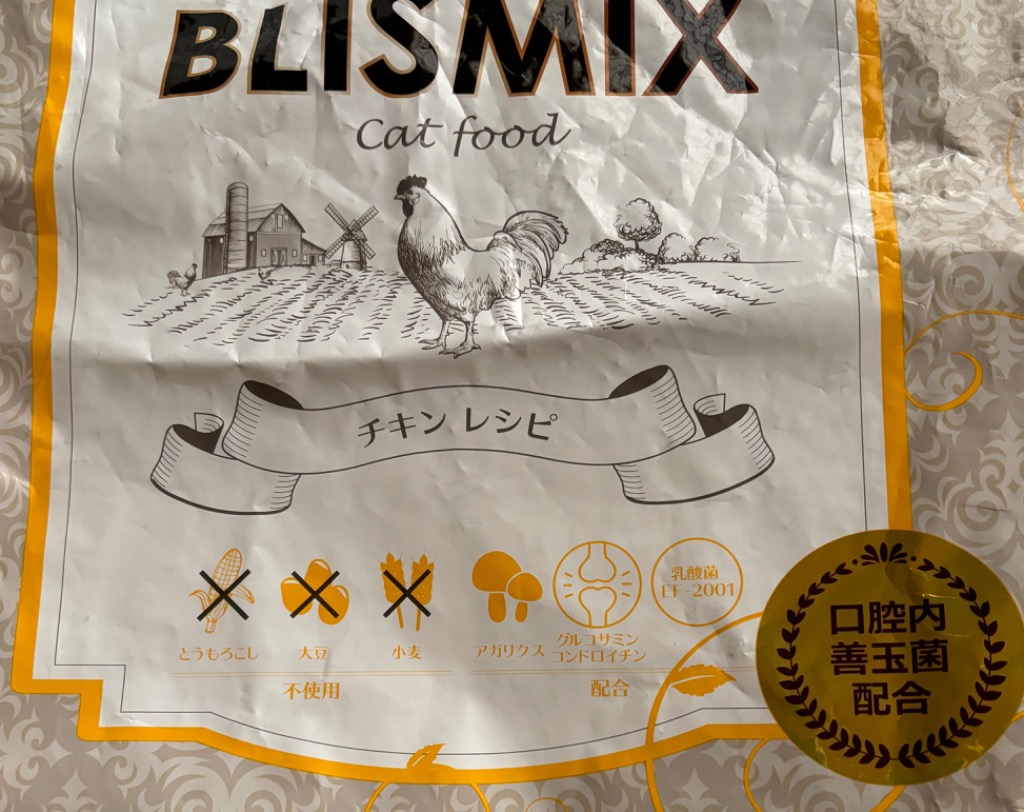 BLISMIX
Cat food
チキン レシピ
とうもろこし
大豆
小麦
不使用
アガリクス
グルコサミン
コンドロイチン
乳酸菌
EF-2001
配合
口腔内
善玉菌
配合